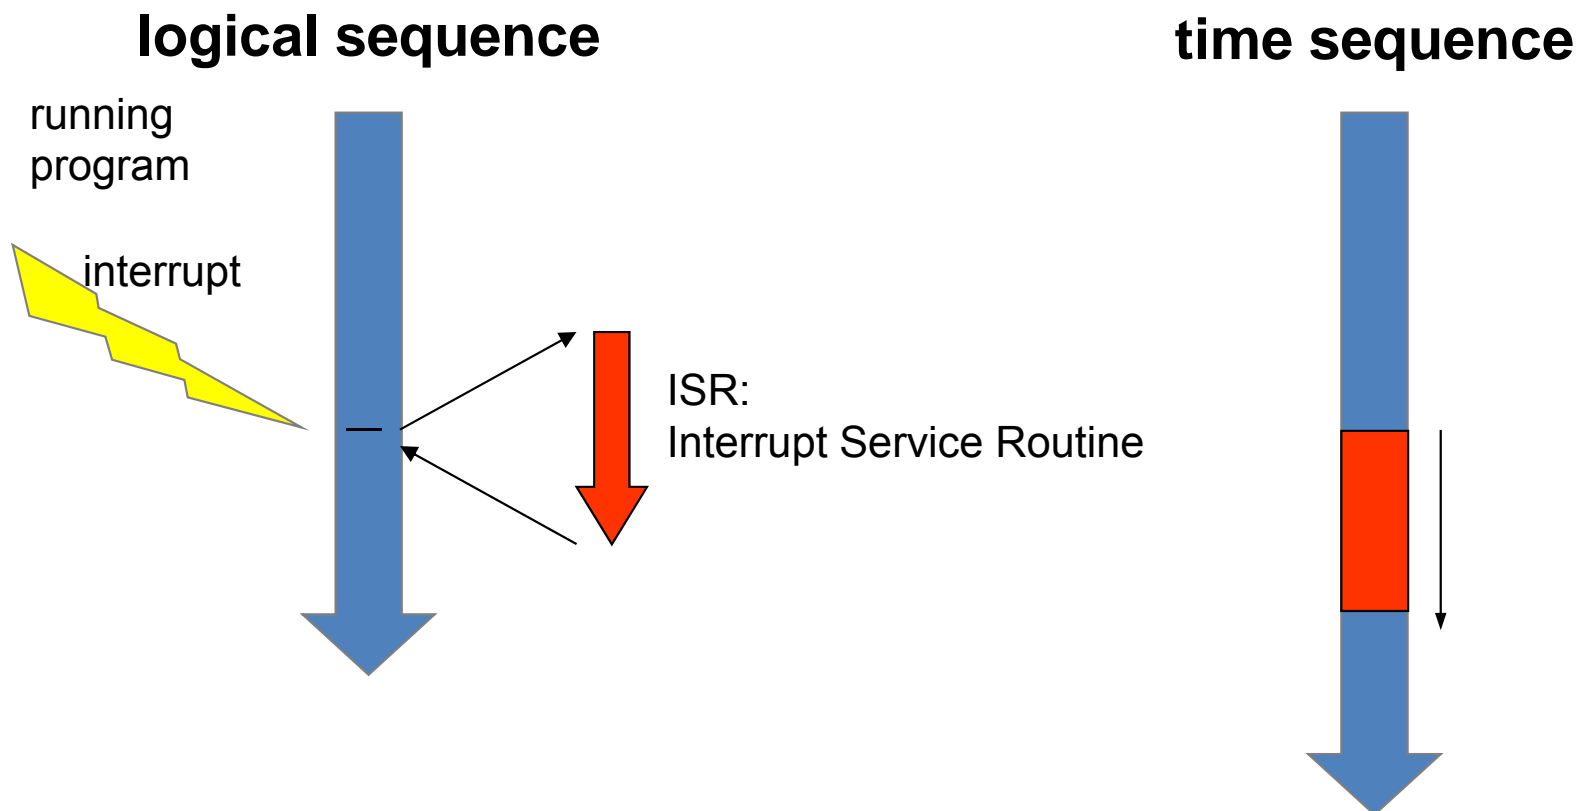 logical sequence
time sequence
running
program
interrupt
ISR:
Interrupt Service Routine